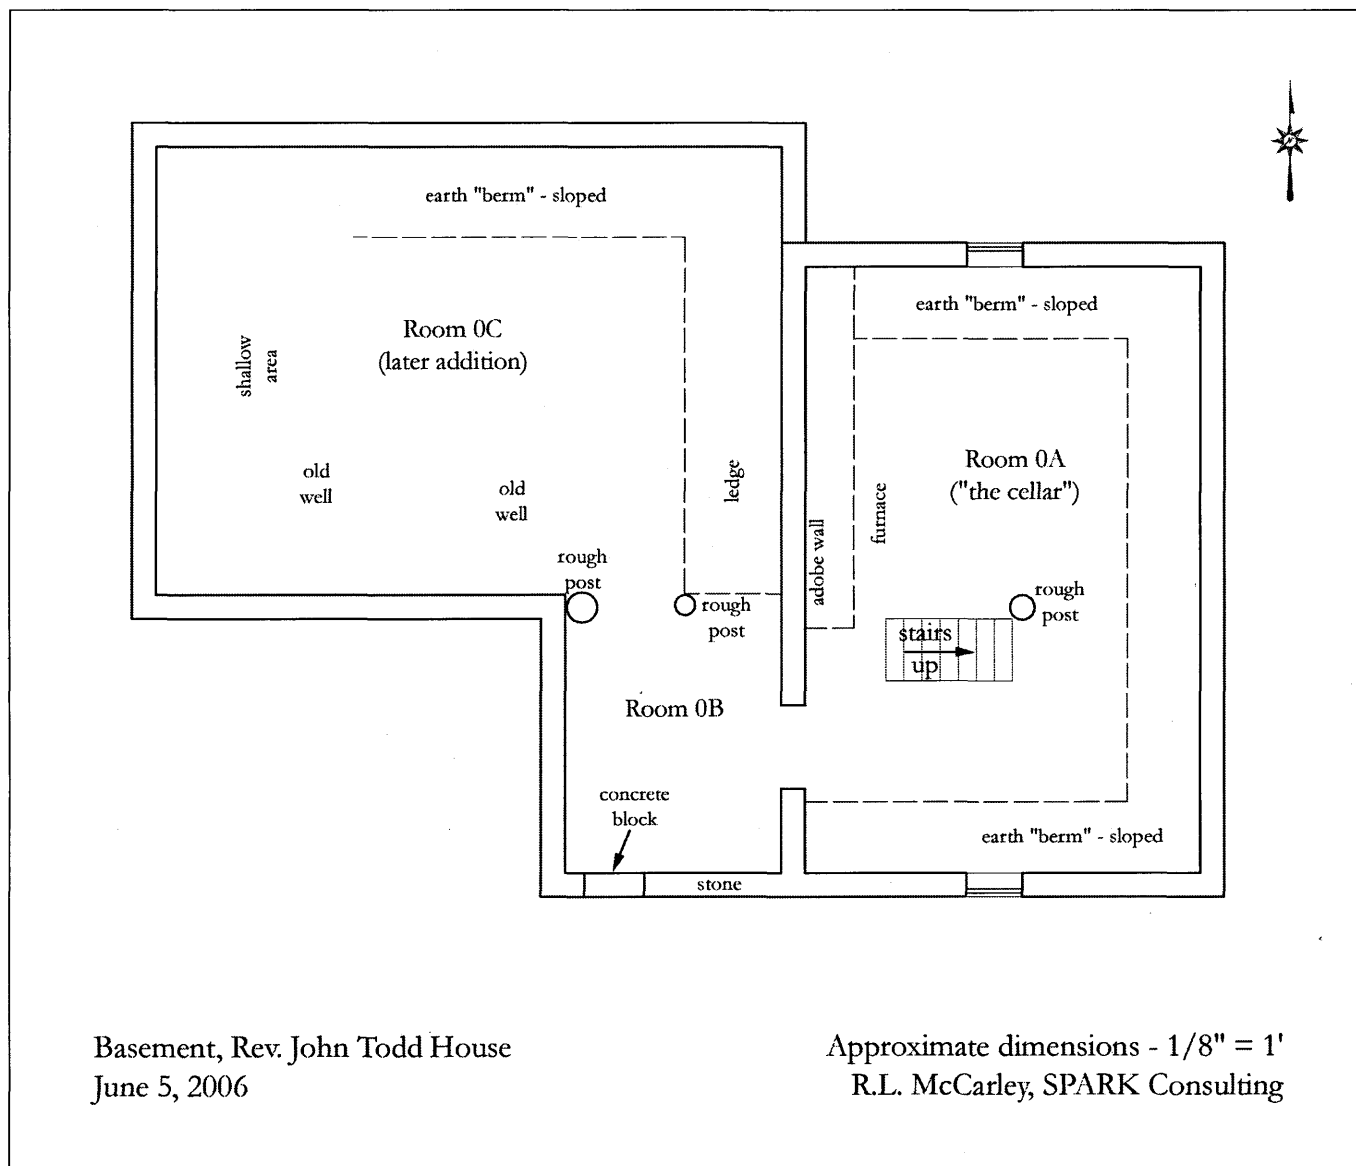 earth "berm" - sloped
earth "berm" - sloped
Room 0C
(later addition)
shallow
area
Room 0A
("the cellar")
old
well
old
well
ledge
furnace
adobe wall
rough
post
rough
post
rough
post
stairs
up
Room 0B
concrete
block
earth "berm" - sloped
stone
Basement, Rev. John Todd House
June 5, 2006
Approximate dimensions - 1/8" = 1'
R.L. McCarley, SPARK Consulting